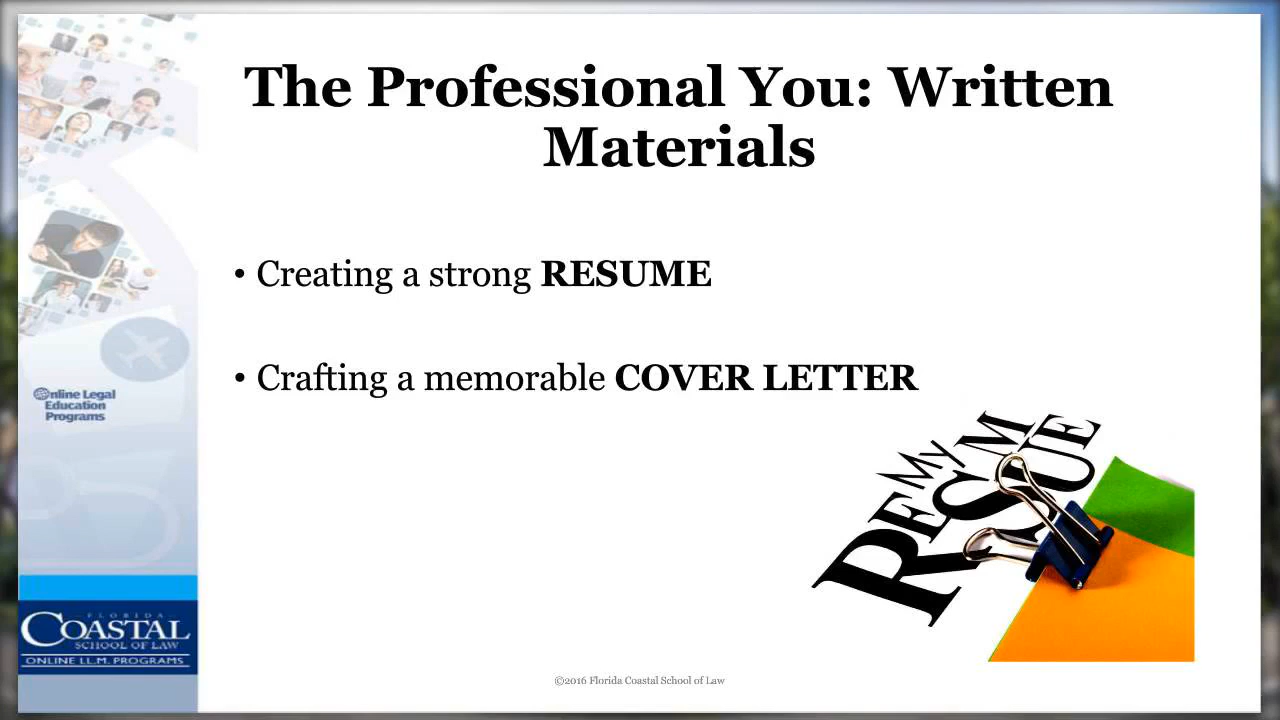 The Professional You: Written
Materials
• Creating a strong RESUME
• Crafting a memorable COVER LETTER
My
RESUME
Online Legal
Education
Programs
FLORIDA
COASTAL
SCHOOL OF LAW
ONLINE LL.M. PROGRAMS
©2016 Florida Coastal School of Law